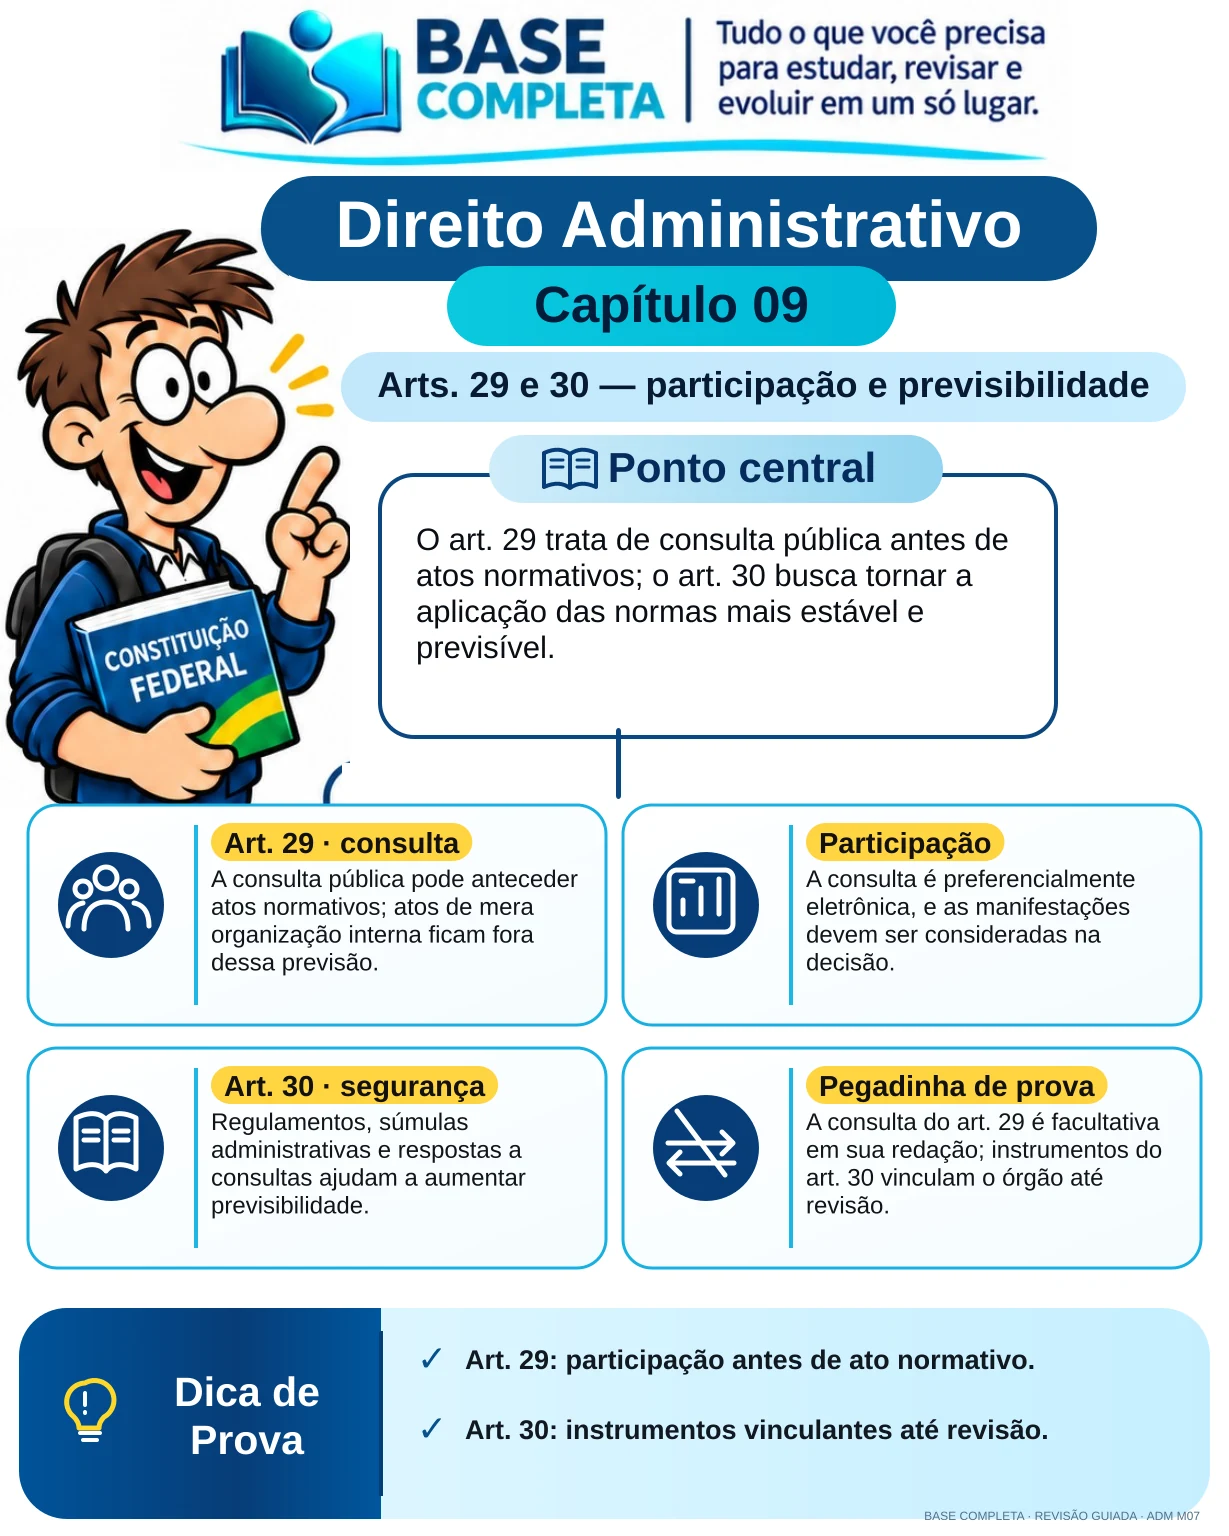 BASE
COMPLETA
Tudo o que você precisa
para estudar, revisar e
evoluir em um só lugar.
Direito Administrativo
Capítulo 09
Arts. 29 e 30 — participação e previsibilidade
Ponto central
O art. 29 trata de consulta pública antes de
atos normativos; o art. 30 busca tornar a
aplicação das normas mais estável e
previsível.
CONSTITUIÇÃO
FEDERAL
Art. 29 · consulta
A consulta pública pode anteceder
atos normativos; atos de mera
organização interna ficam fora
dessa previsão.
Participação
A consulta é preferencialmente
eletrônica, e as manifestações
devem ser consideradas na
decisão.
Art. 30 · segurança
Regulamentos, súmulas
administrativas e respostas a
consultas ajudam a aumentar
previsibilidade.
Pegadinha de prova
A consulta do art. 29 é facultativa
em sua redação; instrumentos do
art. 30 vinculam o órgão até
revisão.
Dica de
Prova
✓ Art. 29: participação antes de ato normativo.
✓ Art. 30: instrumentos vinculantes até revisão.
BASE COMPLETA · REVISÃO GUIADA · ADM M07